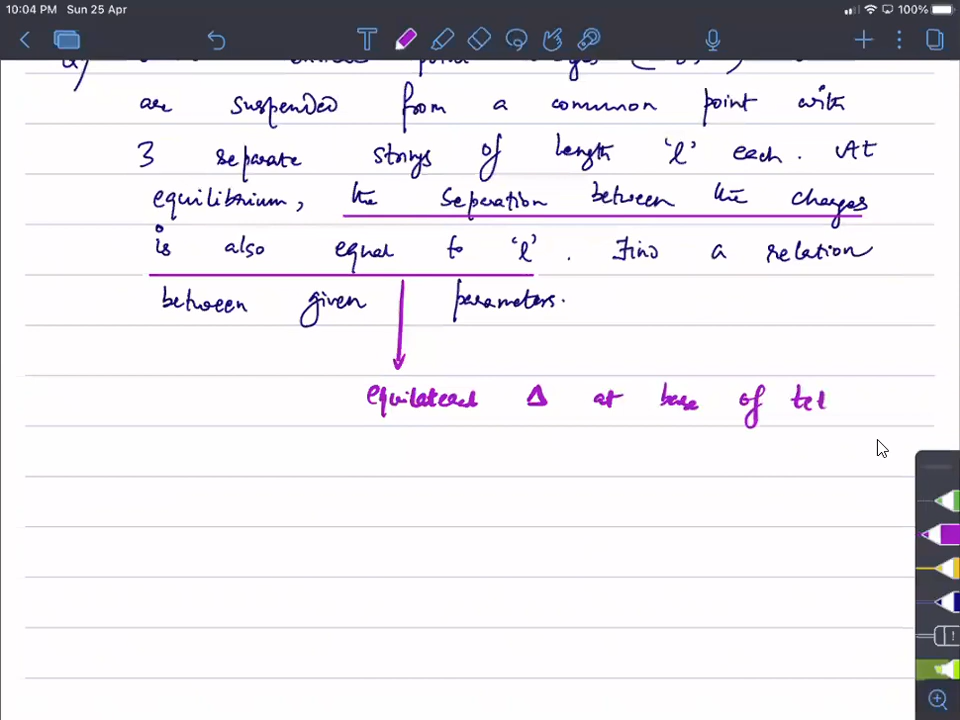 10:04 PM Sun 25 Apr 100%
T
Q)
are suspended from a common point with
3 separate strings of length 'l' each. At
equilibrium, the separation between the charges
is also equal to 'l'. Find a relation
between given parameters.
equilateral Δ at base of tet